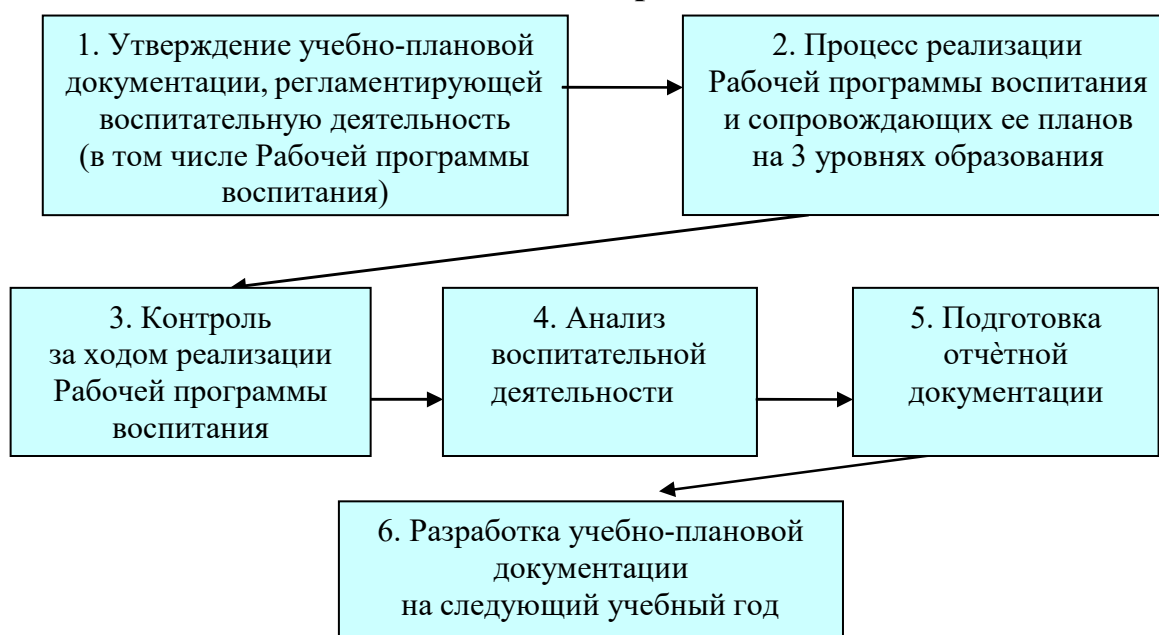 1. Утверждение учебно-плановой
документации, регламентирующей
воспитательную деятельность
(в том числе Рабочей программы
воспитания)
2. Процесс реализации
Рабочей программы воспитания
и сопровождающих ее планов
на 3 уровнях образования
3. Контроль
за ходом реализации
Рабочей программы
воспитания
4. Анализ
воспитательной
деятельности
5. Подготовка
отчѐтной
документации
6. Разработка учебно-плановой
документации
на следующий учебный год